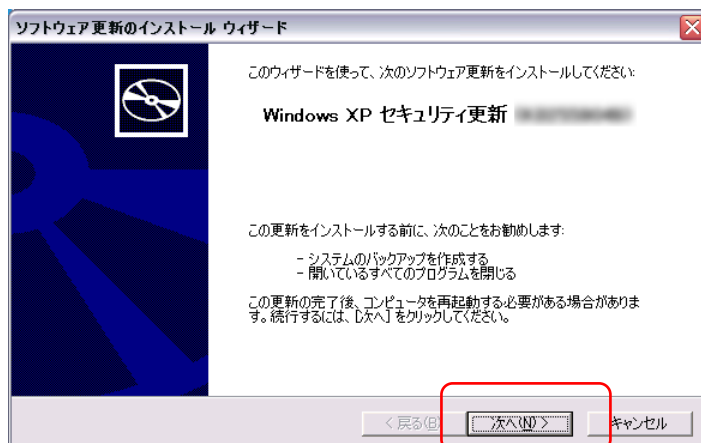 ソフトウェア更新のインストール ウィザード
このウィザードを使って、次のソフトウェア更新をインストールしてください:
Windows XP セキュリティ更新
この更新をインストールする前に、次のことをお勧めします:
- システムのバックアップを作成する
- 開いているすべてのプログラムを閉じる
この更新の完了後、コンピュータを再起動する必要がある場合がありま
す。続行するには、[次へ] をクリックしてください。
< 戻る(B) 次へ(N) > キャンセル